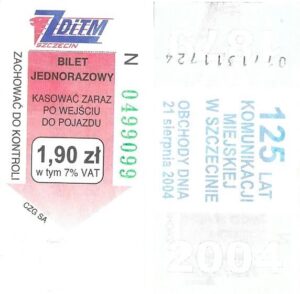 ZDiTM
SZCZECIN
BILET
JEDNORAZOWY
KASOWAĆ ZARAZ
PO WEJŚCIU
DO POJAZDU
1,90 zł
w tym 7% VAT
ZACHOWAĆ DO KONTROLI
CZG SA
N 0499099
125 LAT
KOMUNIKACJI
MIEJSKIEJ
W SZCZECINIE
OBCHODY DNIA
21 sierpnia 2004
2004